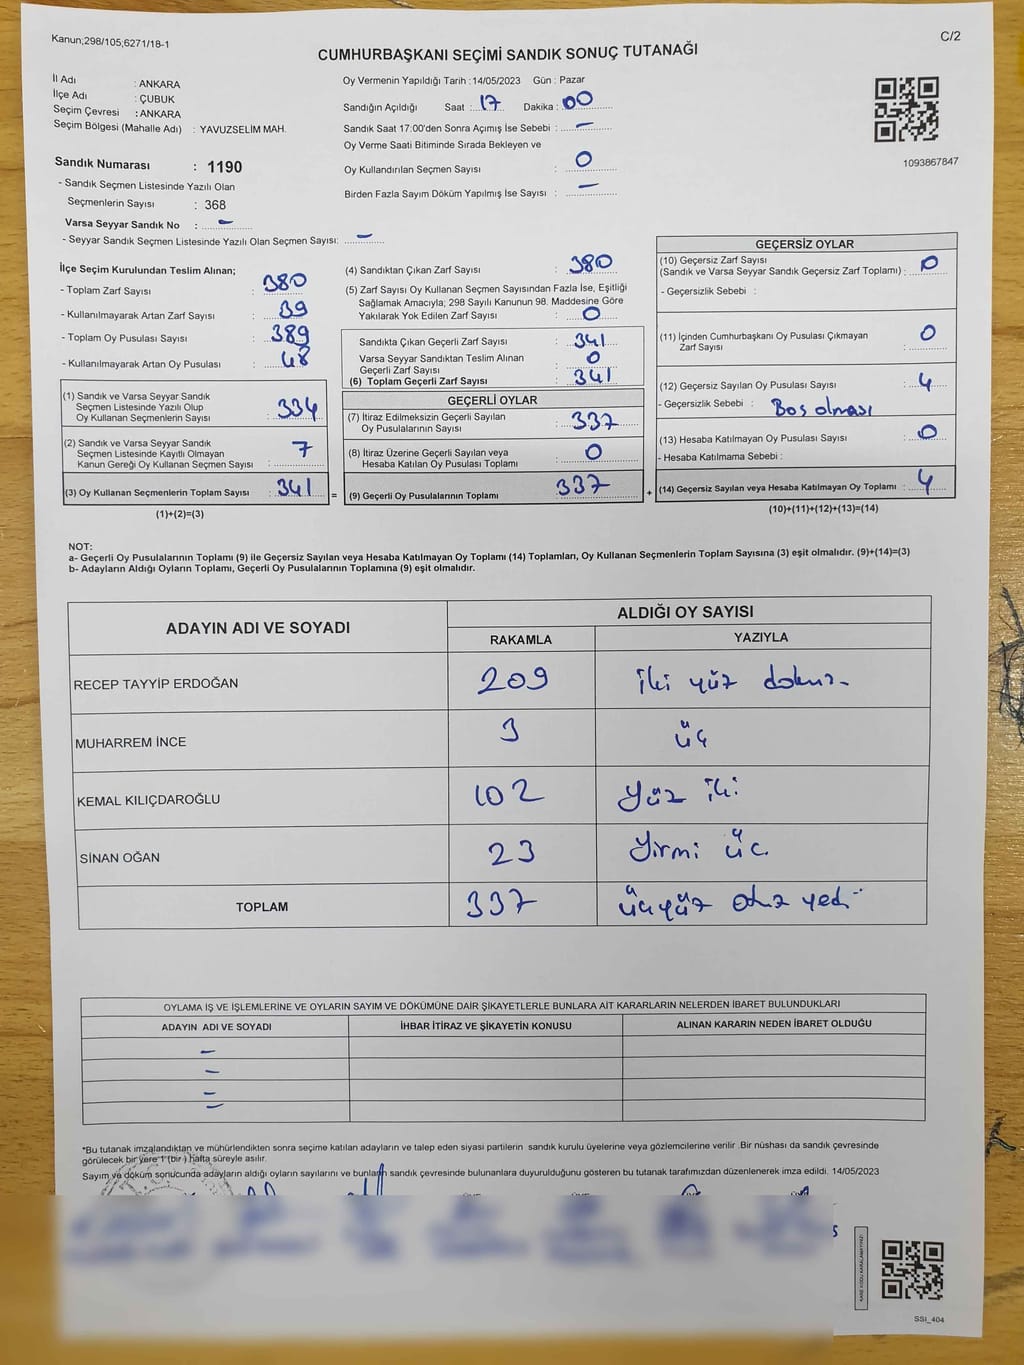 Kanun;298/105;6271/18-1
C/2
CUMHURBAŞKANI SEÇİMİ SANDIK SONUÇ TUTANAĞI
İl Adı : ANKARA
İlçe Adı : ÇUBUK
Seçim Çevresi : ANKARA
Seçim Bölgesi (Mahalle Adı) : YAVUZSELİM MAH.
Sandık Numarası : 1190
- Sandık Seçmen Listesinde Yazılı Olan
Seçmenlerin Sayısı : 368
Varsa Seyyar Sandık No : -
- Seyyar Sandık Seçmen Listesinde Yazılı Olan Seçmen Sayısı: -
Oy Vermenin Yapıldığı Tarih :14/05/2023 Gün : Pazar
Sandığın Açıldığı Saat : 17 Dakika : 00
Sandık Saat 17:00'den Sonra Açımış İse Sebebi : -
Oy Verme Saati Bitiminde Sırada Bekleyen ve
Oy Kullandırılan Seçmen Sayısı : 0
Birden Fazla Sayım Döküm Yapılmış İse Sayısı : -
1093867847
İlçe Seçim Kurulundan Teslim Alınan;
- Toplam Zarf Sayısı : 380
- Kullanılmayarak Artan Zarf Sayısı : 39
- Toplam Oy Pusulası Sayısı : 389
- Kullanılmayarak Artan Oy Pusulası : 48
(1) Sandık ve Varsa Seyyar Sandık
Seçmen Listesinde Yazılı Olup
Oy Kullanan Seçmenlerin Sayısı : 334
(2) Sandık ve Varsa Seyyar Sandık
Seçmen Listesinde Kayıtlı Olmayan
Kanun Gereği Oy Kullanan Seçmen Sayısı : 7
(3) Oy Kullanan Seçmenlerin Toplam Sayısı : 341 =
(1)+(2)=(3)
(4) Sandıktan Çıkan Zarf Sayısı : 380
(5) Zarf Sayısı Oy Kullanan Seçmen Sayısından Fazla İse, Eşitliği
Sağlamak Amacıyla; 298 Sayılı Kanunun 98. Maddesine Göre
Yakılarak Yok Edilen Zarf Sayısı : 0
Sandıkta Çıkan Geçerli Zarf Sayısı : 341
Varsa Seyyar Sandıktan Teslim Alınan
Geçerli Zarf Sayısı : 0
(6) Toplam Geçerli Zarf Sayısı : 341
GEÇERLİ OYLAR
(7) İtiraz Edilmeksizin Geçerli Sayılan
Oy Pusulalarının Sayısı : 337
(8) İtiraz Üzerine Geçerli Sayılan veya
Hesaba Katılan Oy Pusulası Toplamı : 0
(9) Geçerli Oy Pusulalarının Toplamı : 337 +
GEÇERSİZ OYLAR
(10) Geçersiz Zarf Sayısı
(Sandık ve Varsa Seyyar Sandık Geçersiz Zarf Toplamı) : 0
- Geçersizlik Sebebi :
(11) İçinden Cumhurbaşkanı Oy Pusulası Çıkmayan
Zarf Sayısı : 0
(12) Geçersiz Sayılan Oy Pusulası Sayısı : 4
- Geçersizlik Sebebi : Boş olması
(13) Hesaba Katılmayan Oy Pusulası Sayısı : 0
- Hesaba Katılmama Sebebi :
(14) Geçersiz Sayılan veya Hesaba Katılmayan Oy Toplamı : 4
(10)+(11)+(12)+(13)=(14)
NOT:
a- Geçerli Oy Pusulalarının Toplamı (9) ile Geçersiz Sayılan veya Hesaba Katılmayan Oy Toplamı (14) Toplamları, Oy Kullanan Seçmenlerin Toplam Sayısına (3) eşit olmalıdır. (9)+(14)=(3)
b- Adayların Aldığı Oyların Toplamı, Geçerli Oy Pusulalarının Toplamına (9) eşit olmalıdır.
ADAYIN ADI VE SOYADI
ALDIĞI OY SAYISI
RAKAMLA YAZIYLA
RECEP TAYYİP ERDOĞAN 209 iki yüz dokuz
MUHARREM İNCE 3 üç
KEMAL KILIÇDAROĞLU 102 Yüz iki
SİNAN OĞAN 23 Yirmi üç
TOPLAM 337 üçyüz otuz yedi
OYLAMA İŞ VE İŞLEMLERİNE VE OYLARIN SAYIM VE DÖKÜMÜNE DAİR ŞİKAYETLERLE BUNLARA AİT KARARLARIN NELERDEN İBARET BULUNDUKLARI
ADAYIN ADI VE SOYADI İHBAR İTİRAZ VE ŞİKAYETİN KONUSU ALINAN KARARIN NEDEN İBARET OLDUĞU
-
-
-
-
*Bu tutanak imzalandıktan ve mühürlendikten sonra seçime katılan adayların ve talep eden siyasi partilerin sandık kurulu üyelerine veya gözlemcilerine verilir .Bir nüshası da sandık çevresinde
görülecek bir yere 1 (bir ) hafta süreyle asılır.
Sayım ve döküm sonucunda adayların aldığı oyların sayılarını ve bunların sandık çevresinde bulunanlara duyurulduğunu gösteren bu tutanak tarafımızdan düzenlenerek imza edildi. 14/05/2023
KARE KODU KARALAMAYINIZ!
SSI_404